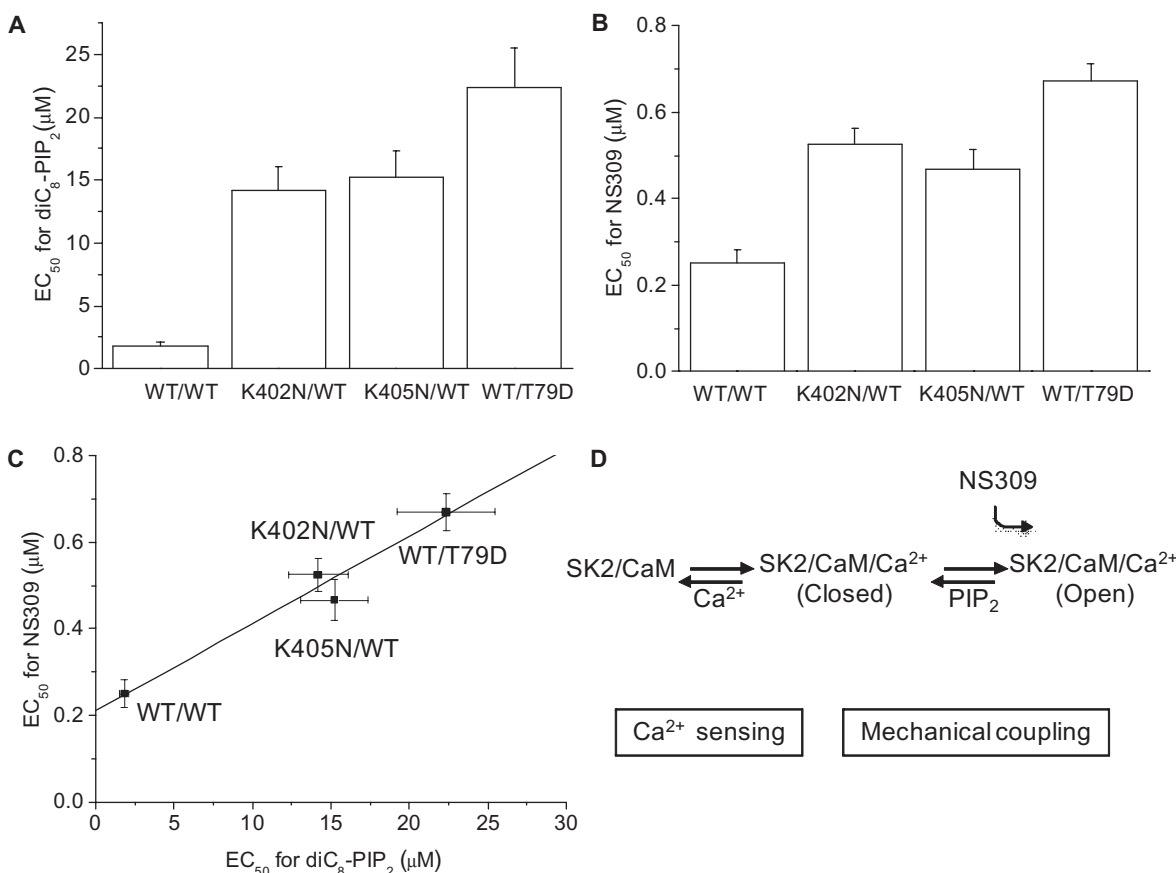 A
EC50 for diC8-PIP2 (μM)
25
20
15
10
5
0
WT/WT K402N/WT K405N/WT WT/T79D
B
EC50 for NS309 (μM)
0.8
0.6
0.4
0.2
0.0
WT/WT K402N/WT K405N/WT WT/T79D
C
EC50 for NS309 (μM)
0.8
0.6
0.4
0.2
0.0
K402N/WT
WT/T79D
K405N/WT
WT/WT
0 5 10 15 20 25 30
EC50 for diC8-PIP2 (μM)
D
NS309
SK2/CaM SK2/CaM/Ca2+ SK2/CaM/Ca2+
Ca2+ (Closed) PIP2 (Open)
Ca2+ sensing Mechanical coupling